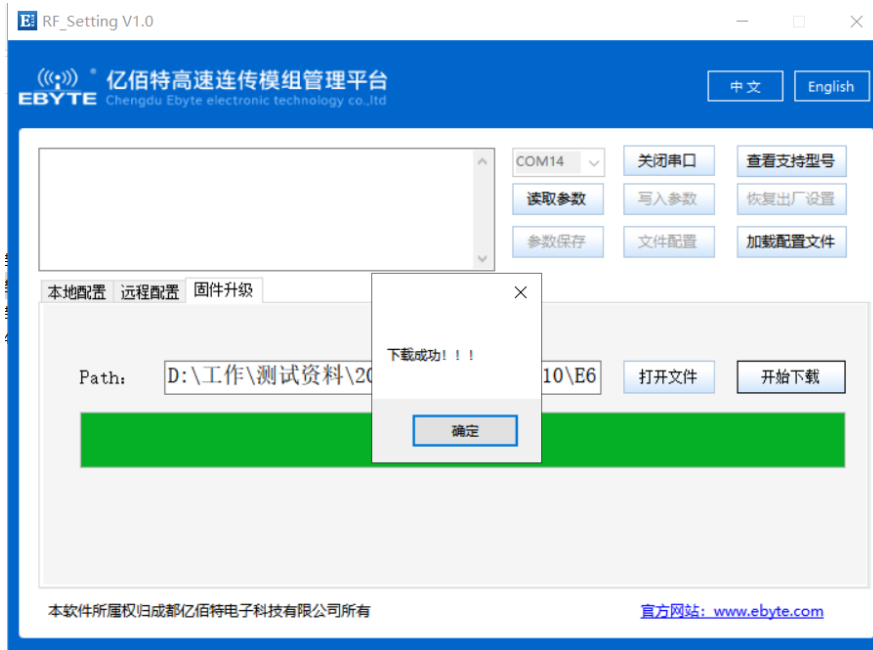 RF_Setting V1.0
亿佰特高速连传模组管理平台
EBYTE Chengdu Ebyte electronic technology co.,ltd
中文 English
COM14 关闭串口 查看支持型号
读取参数 写入参数 恢复出厂设置
参数保存 文件配置 加载配置文件
本地配置 远程配置 固件升级
下载成功！！！
Path: D:\工作\测试资料\20 10\E6 打开文件 开始下载
确定
本软件所属权归成都亿佰特电子科技有限公司所有 官方网站：www.ebyte.com